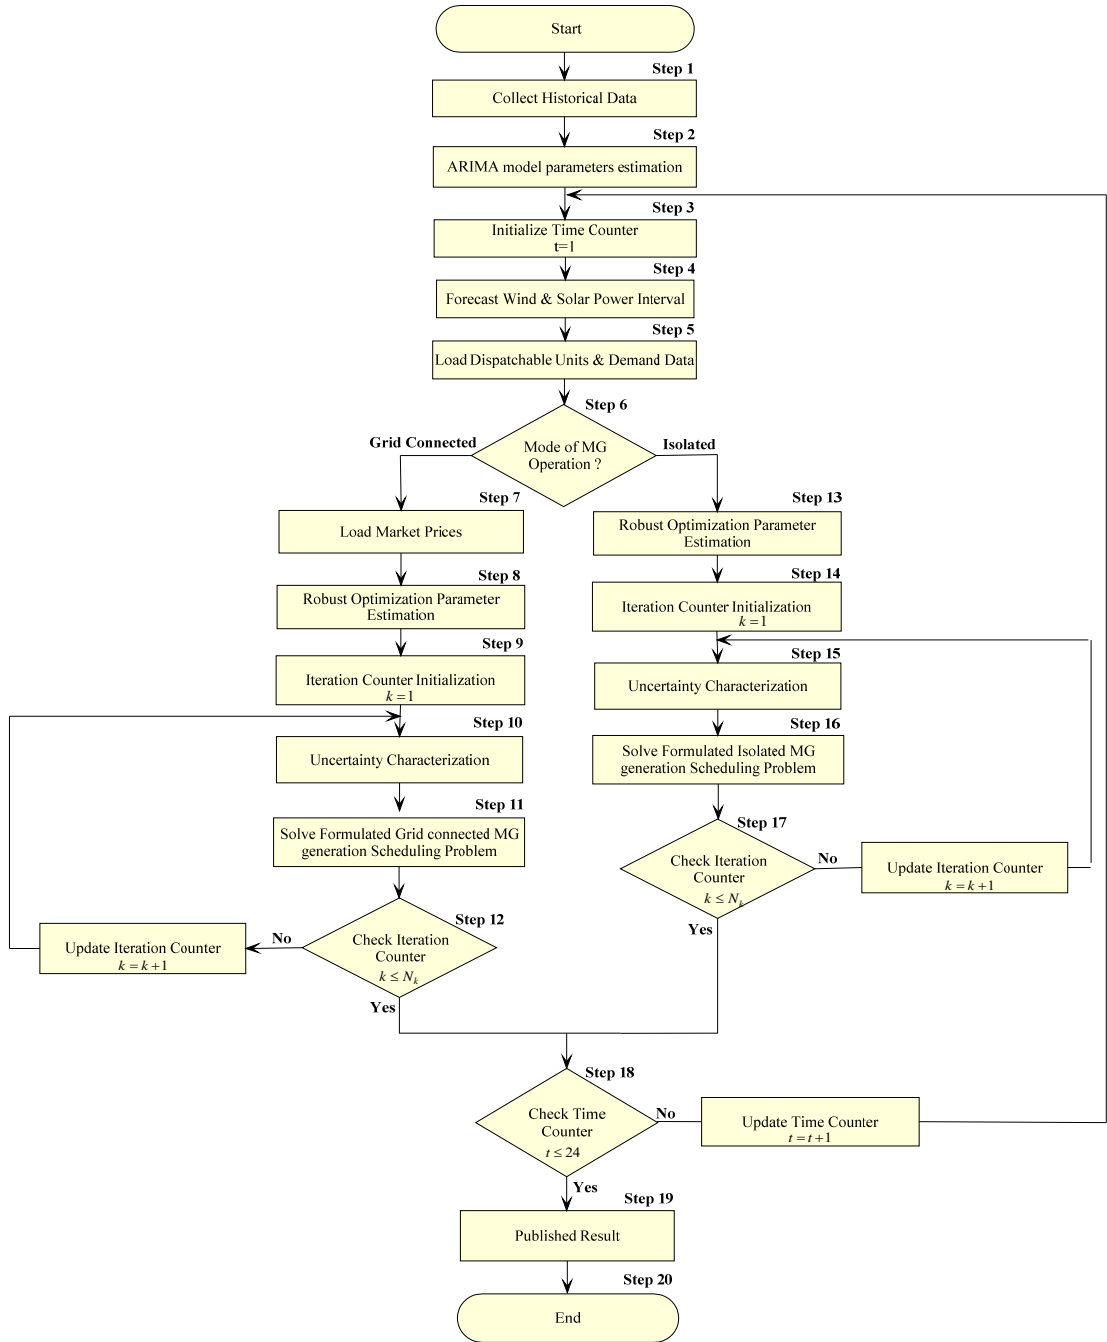 Start
Step 1
Collect Historical Data
Step 2
ARIMA model parameters estimation
Step 3
Initialize Time Counter
t=1
Step 4
Forecast Wind & Solar Power Interval
Step 5
Load Dispatchable Units & Demand Data
Step 6
Mode of MG
Operation ?
Grid Connected
Isolated
Step 7
Load Market Prices
Step 8
Robust Optimization Parameter
Estimation
Step 9
Iteration Counter Initialization
k = 1
Step 10
Uncertainty Characterization
Step 11
Solve Formulated Grid connected MG
generation Scheduling Problem
Step 12
Check Iteration
Counter
k ≤ N_k
No
Update Iteration Counter
k = k + 1
Yes
Step 13
Robust Optimization Parameter
Estimation
Step 14
Iteration Counter Initialization
k = 1
Step 15
Uncertainty Characterization
Step 16
Solve Formulated Isolated MG
generation Scheduling Problem
Step 17
Check Iteration
Counter
k ≤ N_k
No
Update Iteration Counter
k = k + 1
Yes
Step 18
Check Time
Counter
t ≤ 24
No
Update Time Counter
t = t + 1
Yes
Step 19
Published Result
Step 20
End